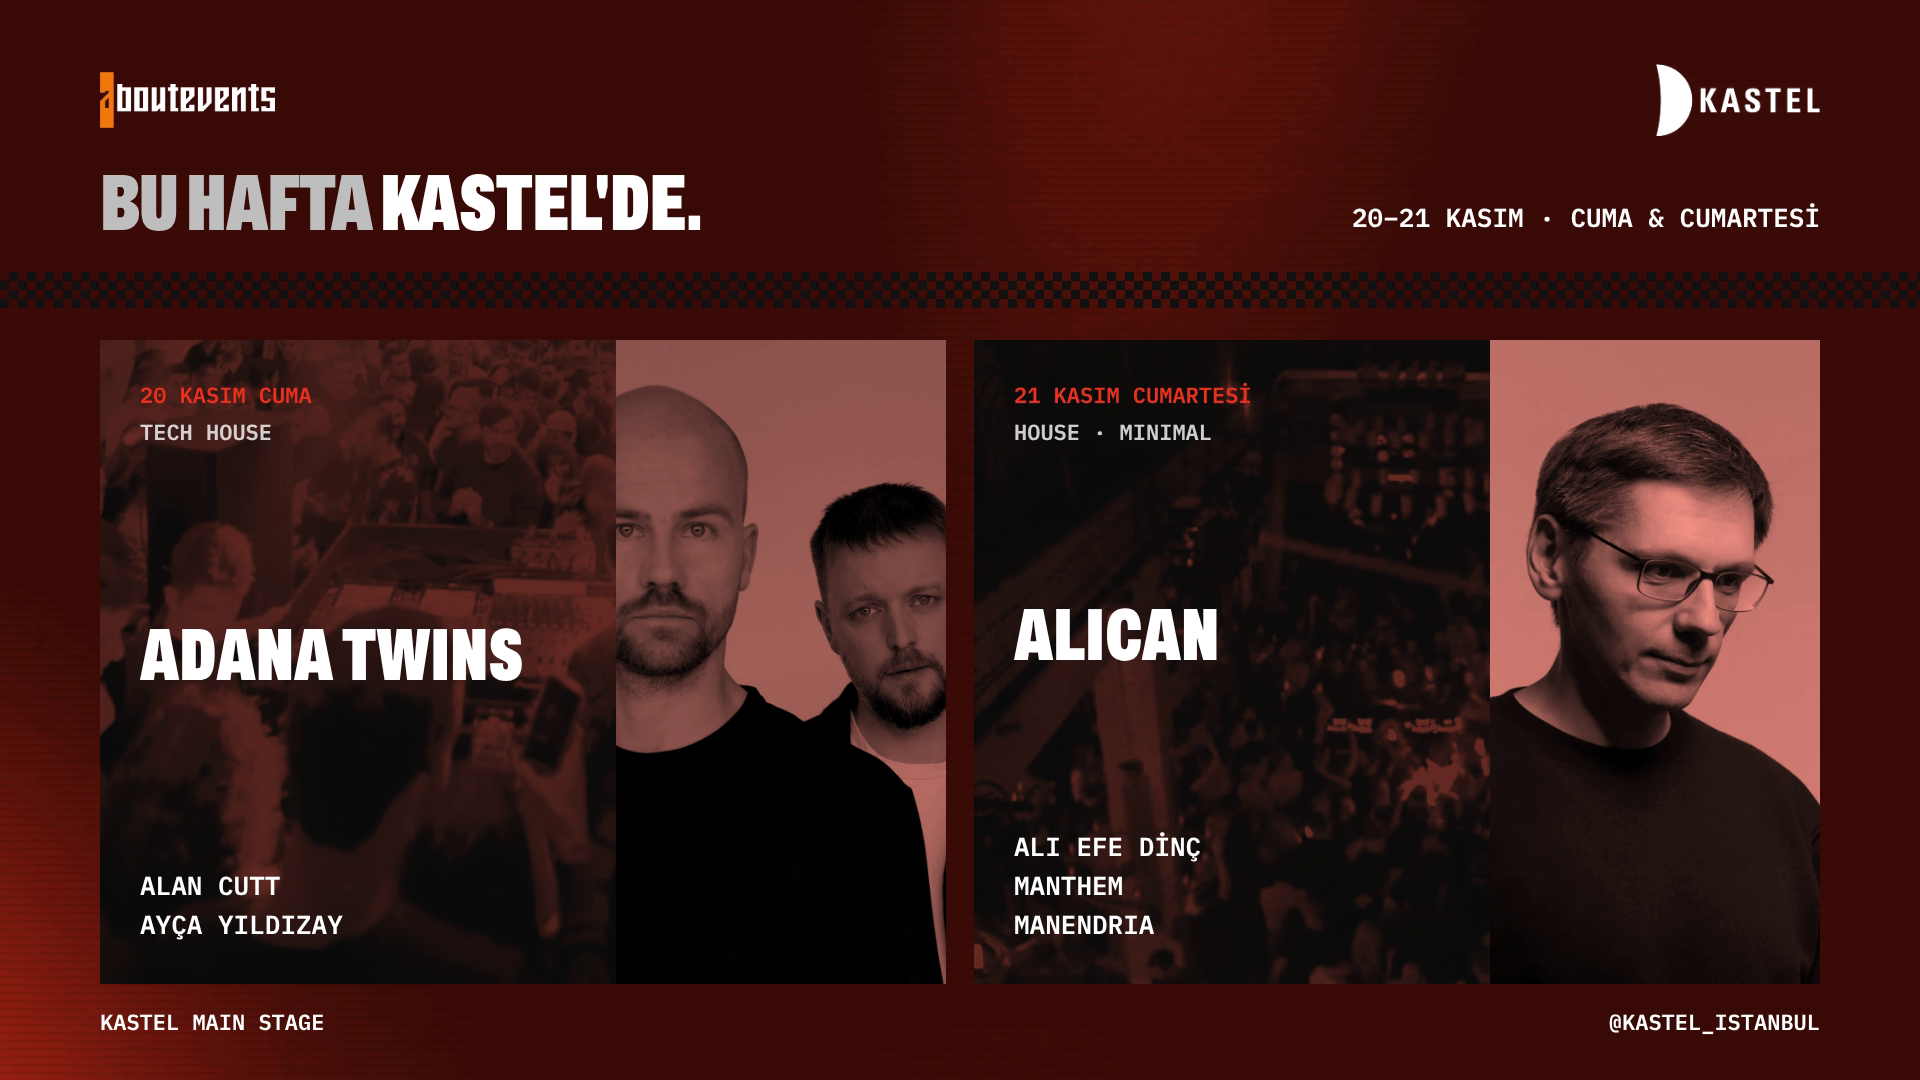 aboutevents
KASTEL
BU HAFTA KASTEL'DE.
20–21 KASIM · CUMA & CUMARTESİ
20 KASIM CUMA
TECH HOUSE
ADANA TWINS
ALAN CUTT
AYÇA YILDIZAY
21 KASIM CUMARTESİ
HOUSE · MINIMAL
ALICAN
ALI EFE DİNÇ
MANTHEM
MANENDRIA
KASTEL MAIN STAGE
@KASTEL_ISTANBUL